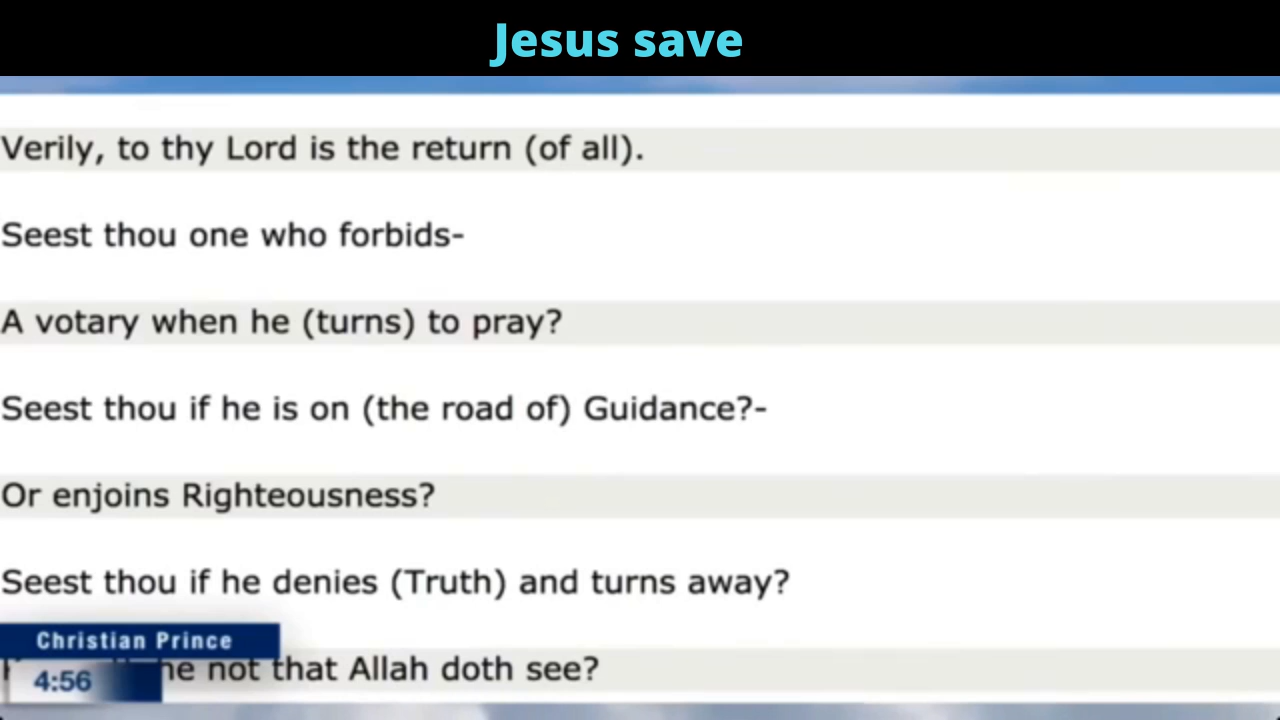 Jesus save
Verily, to thy Lord is the return (of all).
Seest thou one who forbids-
A votary when he (turns) to pray?
Seest thou if he is on (the road of) Guidance?-
Or enjoins Righteousness?
Seest thou if he denies (Truth) and turns away?
Christian Prince
he not that Allah doth see?
4:56